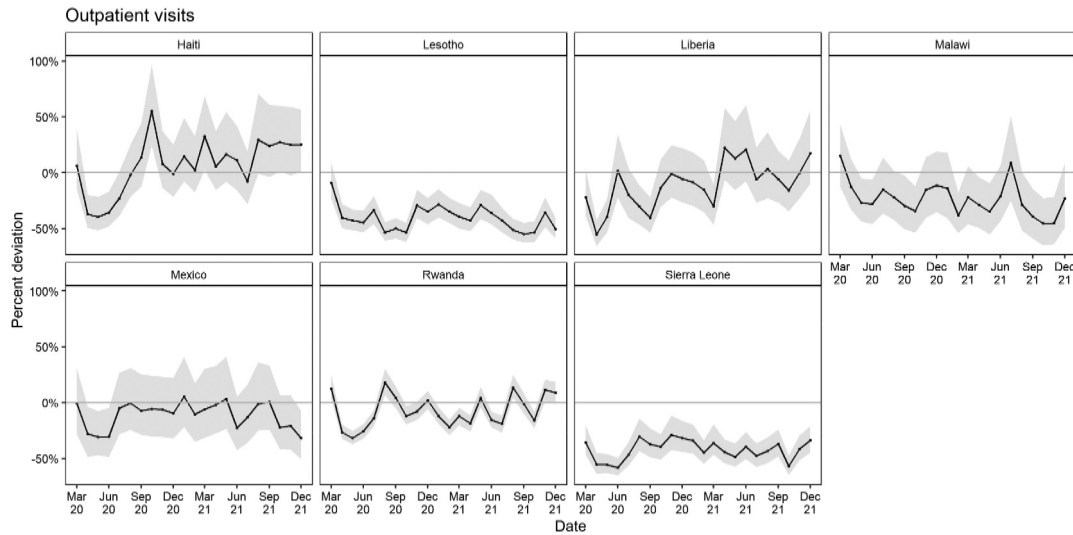 Outpatient visits
Haiti
Lesotho
Liberia
Malawi
100%
50%
0%
-50%
Mar
20
Jun
20
Sep
20
Dec
20
Mar
21
Jun
21
Sep
21
Dec
21
Percent deviation
Mexico
Rwanda
Sierra Leone
100%
50%
0%
-50%
Mar
20
Jun
20
Sep
20
Dec
20
Mar
21
Jun
21
Sep
21
Dec
21
Mar
20
Jun
20
Sep
20
Dec
20
Mar
21
Jun
21
Sep
21
Dec
21
Mar
20
Jun
20
Sep
20
Dec
20
Mar
21
Jun
21
Sep
21
Dec
21
Date